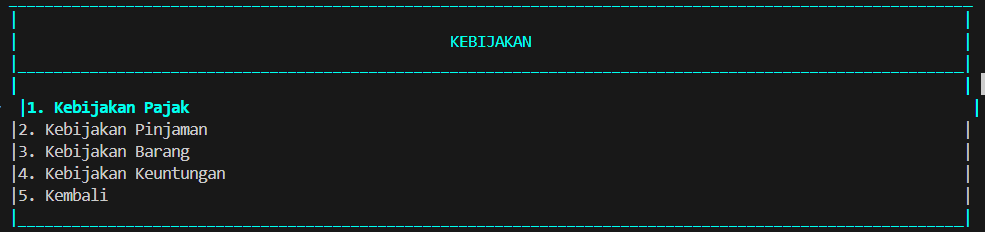 KEBIJAKAN
1. Kebijakan Pajak
2. Kebijakan Pinjaman
3. Kebijakan Barang
4. Kebijakan Keuntungan
5. Kembali